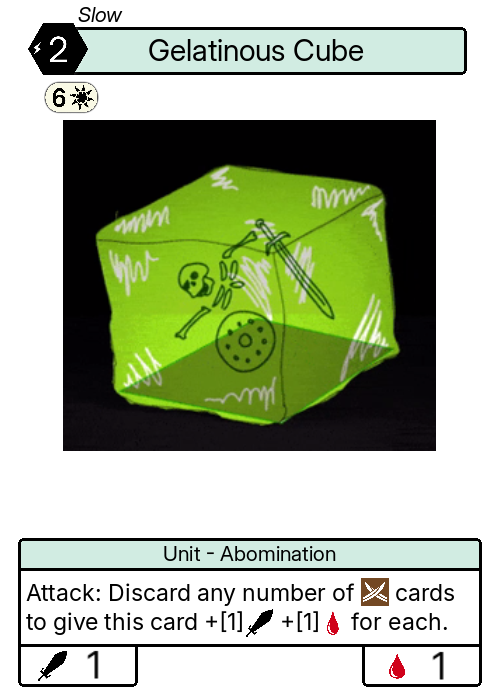 Slow
2
Gelatinous Cube
6
Unit - Abomination
Attack: Discard any number of cards
to give this card +[1] +[1] for each.
1
1